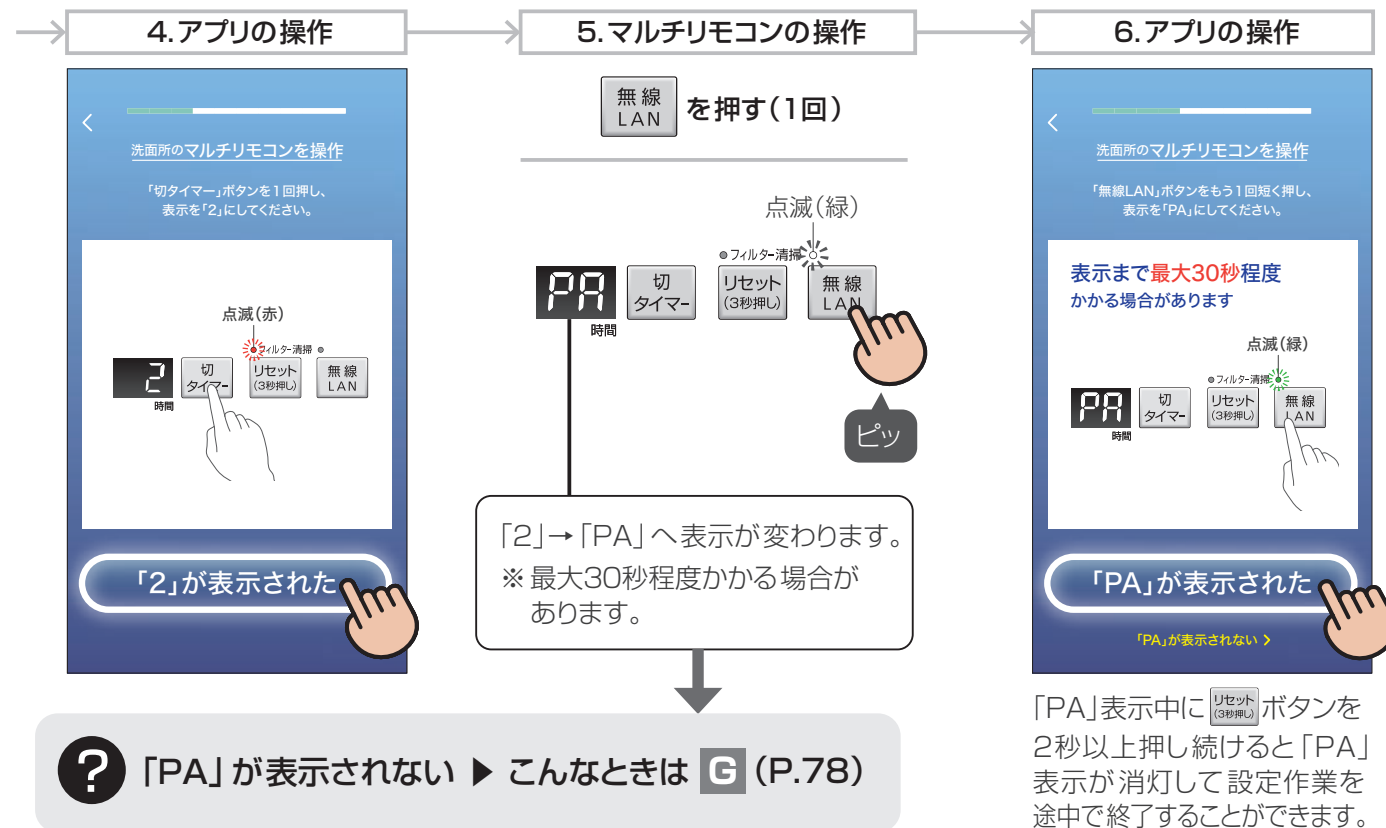 4.アプリの操作
洗面所のマルチリモコンを操作
「切タイマー」ボタンを1回押し、
表示を「2」にしてください。
点滅(赤)
フィルター清掃
2
時間
切
タイマー
リセット
(3秒押し)
無線
LAN
「2」が表示された
5.マルチリモコンの操作
無線
LAN
を押す(1回)
点滅(緑)
フィルター清掃
PA
時間
切
タイマー
リセット
(3秒押し)
無線
LAN
ピッ
「2」→「PA」へ表示が変わります。
※最大30秒程度かかる場合が
あります。
? 「PA」が表示されない ▶ こんなときは G (P.78)
6.アプリの操作
洗面所のマルチリモコンを操作
「無線LAN」ボタンをもう1回短く押し、
表示を「PA」にしてください。
表示まで最大30秒程度
かかる場合があります
点滅(緑)
フィルター清掃
PA
時間
切
タイマー
リセット
(3秒押し)
無線
LAN
「PA」が表示された
「PA」が表示されない >
「PA」表示中に リセット (3秒押し) ボタンを
2秒以上押し続けると「PA」
表示が消灯して設定作業を
途中で終了することができます。